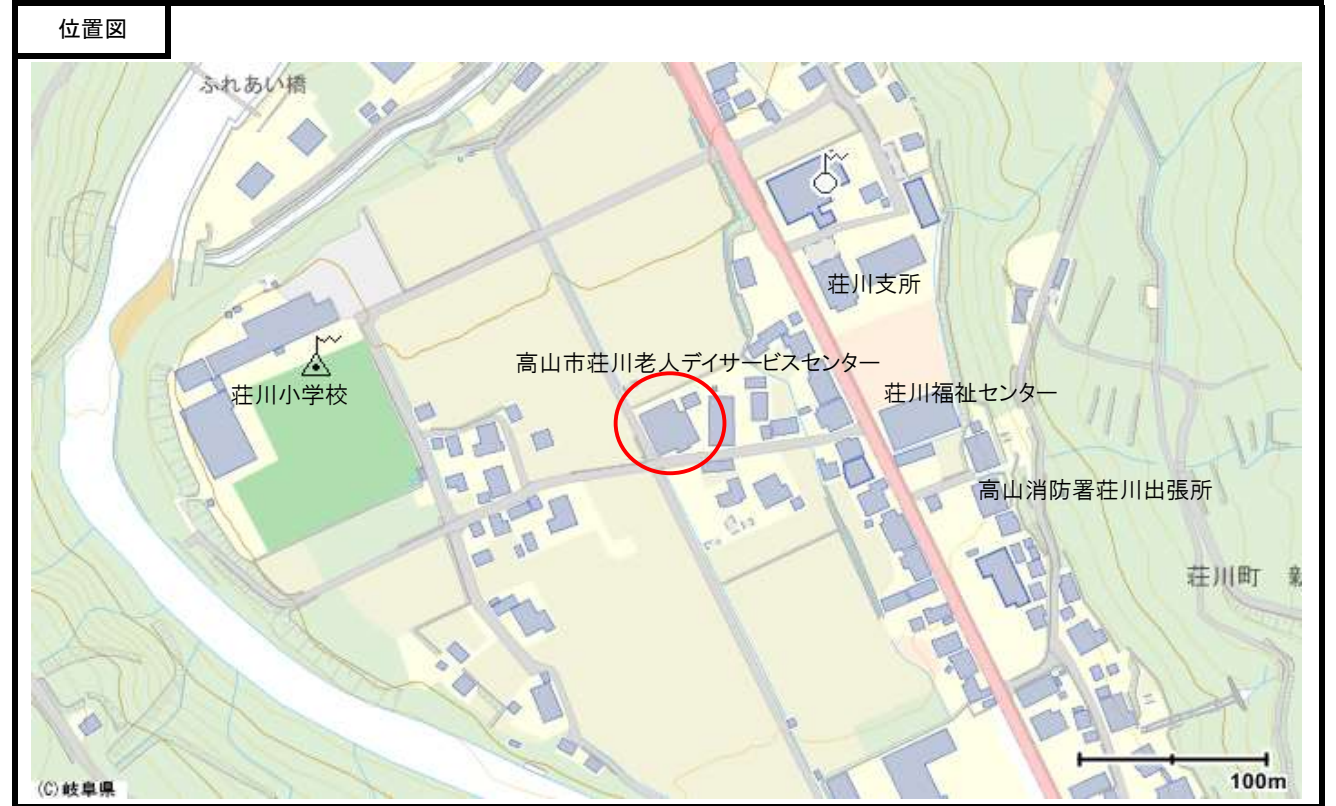 位置図
ふれあい橋
荘川支所
高山市荘川老人デイサービスセンター
荘川小学校
荘川福祉センター
高山消防署荘川出張所
荘川町
100m
(C)岐阜県